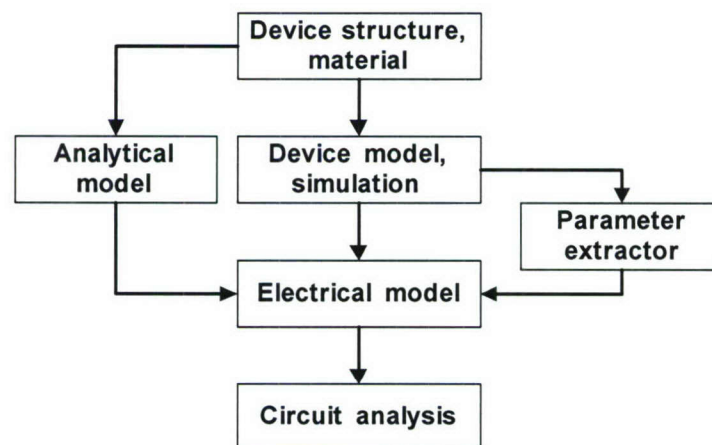 Device structure,
material
Analytical
model
Device model,
simulation
Parameter
extractor
Electrical model
Circuit analysis